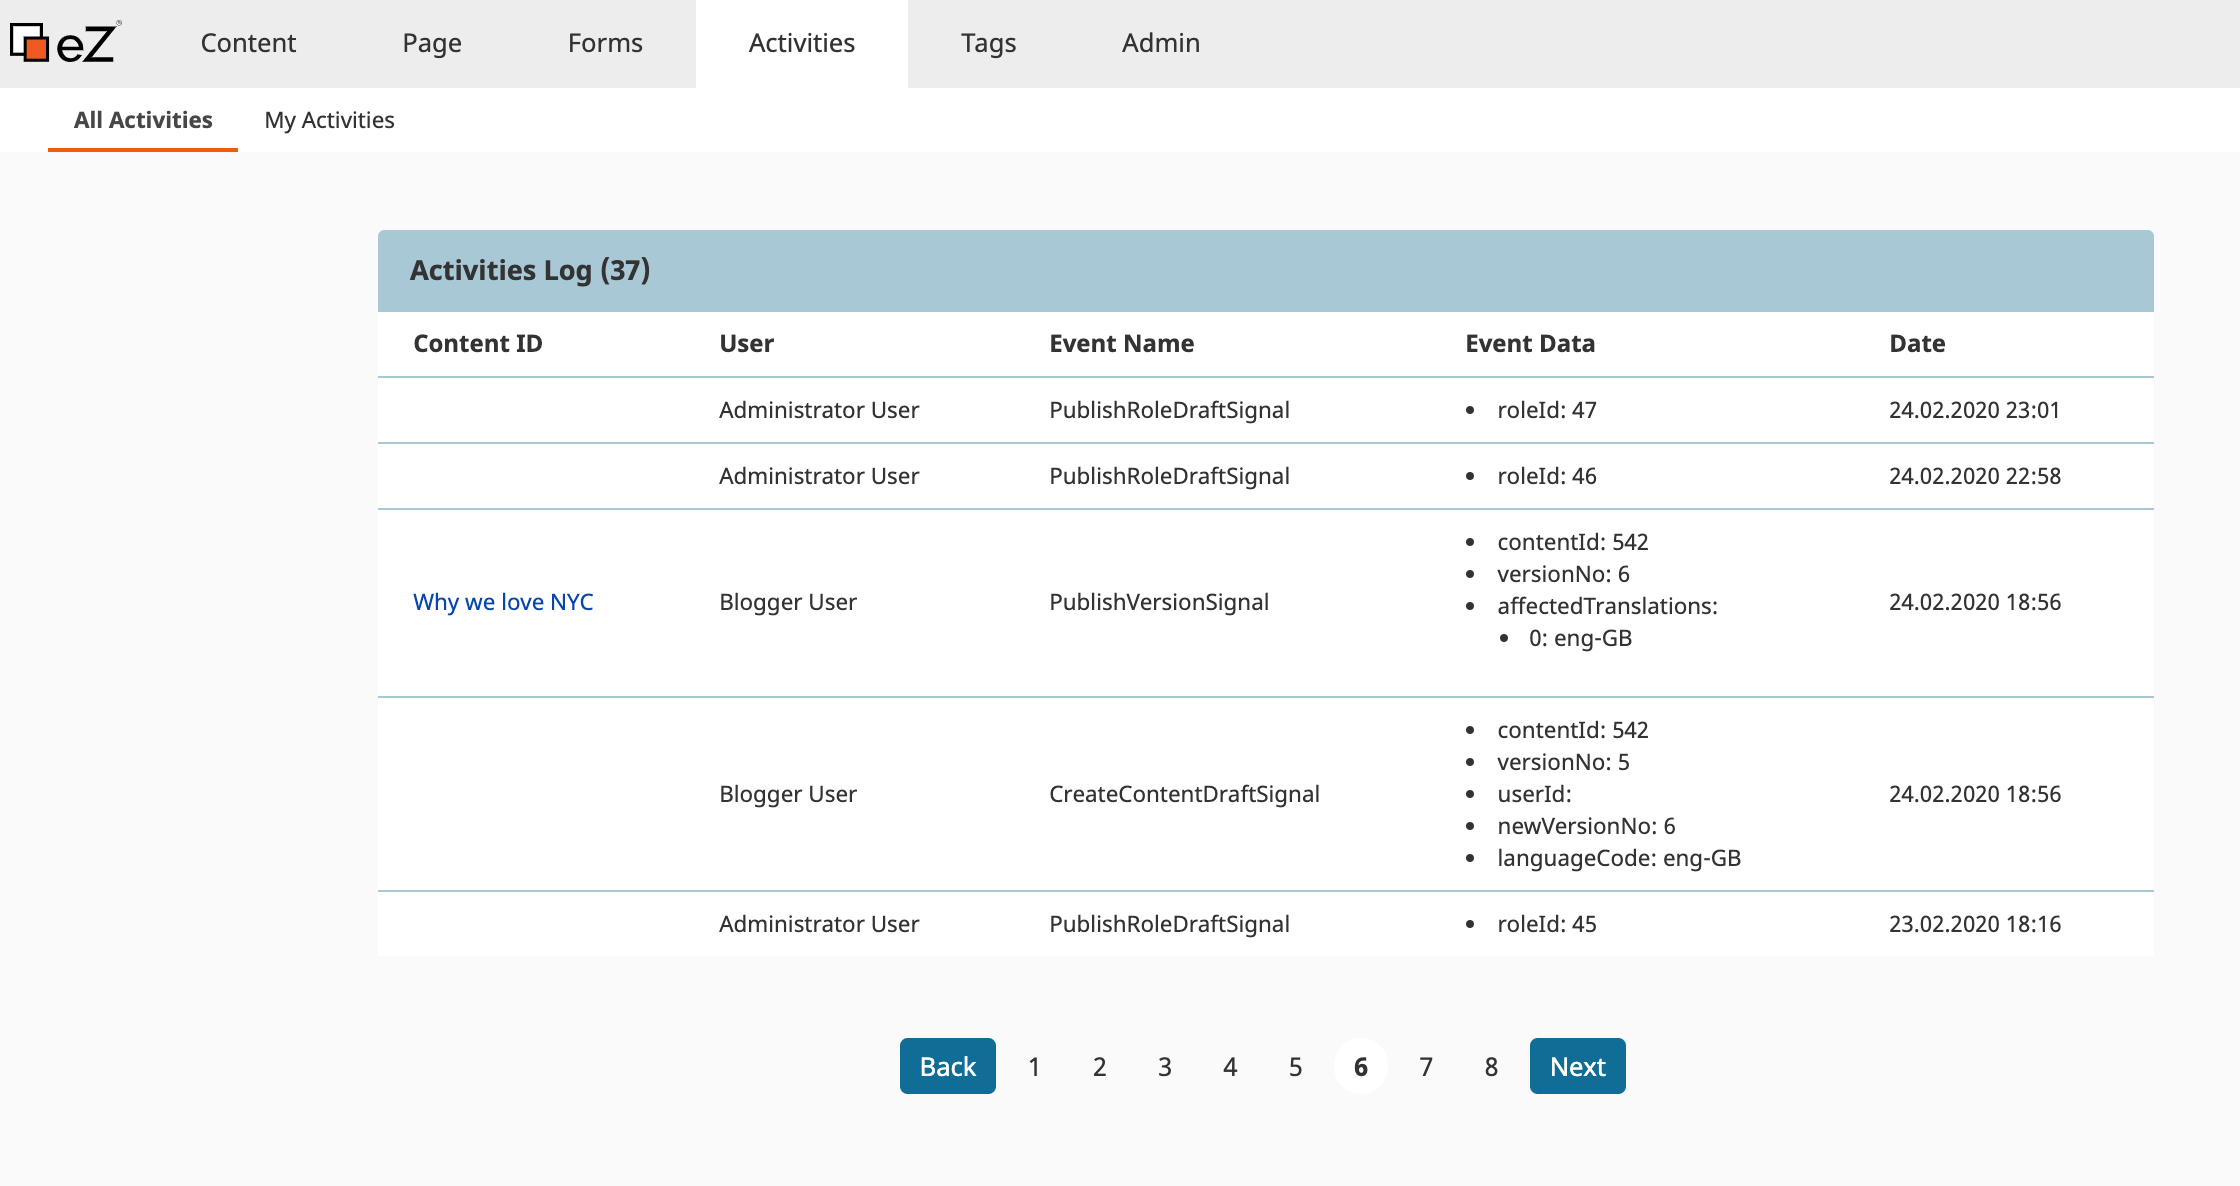 eZ®
Content Page Forms Activities Tags Admin
All Activities My Activities
Activities Log (37)
Content ID User Event Name Event Data Date
Administrator User PublishRoleDraftSignal • roleId: 47 24.02.2020 23:01
Administrator User PublishRoleDraftSignal • roleId: 46 24.02.2020 22:58
• contentId: 542
• versionNo: 6
Why we love NYC Blogger User PublishVersionSignal • affectedTranslations: 24.02.2020 18:56
• 0: eng-GB
• contentId: 542
• versionNo: 5
Blogger User CreateContentDraftSignal • userId: 24.02.2020 18:56
• newVersionNo: 6
• languageCode: eng-GB
Administrator User PublishRoleDraftSignal • roleId: 45 23.02.2020 18:16
Back 1 2 3 4 5 6 7 8 Next